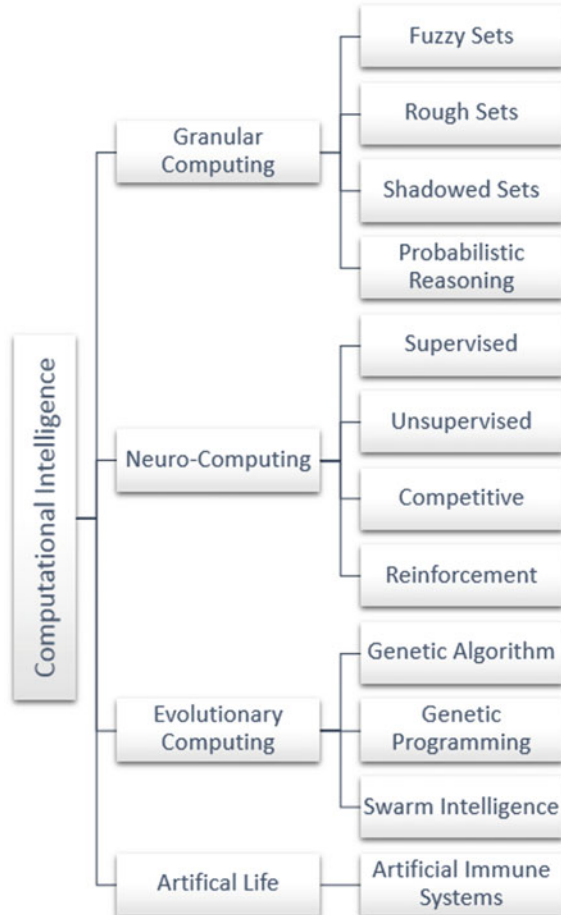 Computational Intelligence
Granular
Computing
Fuzzy Sets
Rough Sets
Shadowed Sets
Probabilistic
Reasoning
Neuro-Computing
Supervised
Unsupervised
Competitive
Reinforcement
Evolutionary
Computing
Genetic Algorithm
Genetic
Programming
Swarm Intelligence
Artifical Life
Artificial Immune
Systems